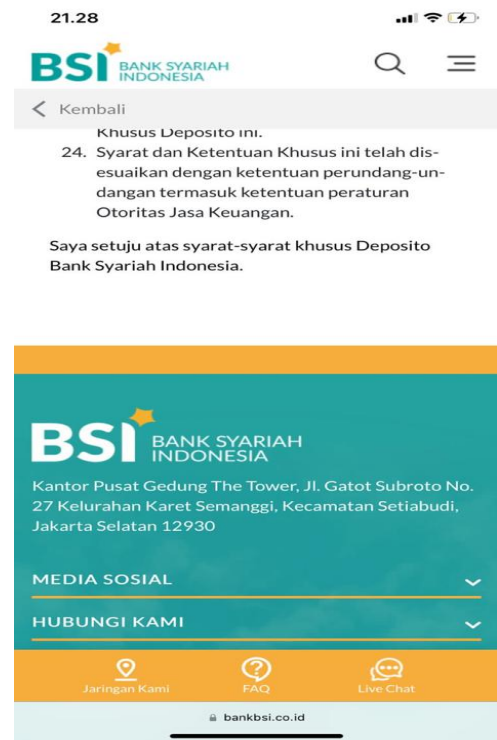 21.28
BSI BANK SYARIAH
INDONESIA
Kembali
Khusus Deposito ini.
24. Syarat dan Ketentuan Khusus ini telah dis-
esuaikan dengan ketentuan perundang-un-
dangan termasuk ketentuan peraturan
Otoritas Jasa Keuangan.
Saya setuju atas syarat-syarat khusus Deposito
Bank Syariah Indonesia.
BSI BANK SYARIAH
INDONESIA
Kantor Pusat Gedung The Tower, Jl. Gatot Subroto No.
27 Kelurahan Karet Semanggi, Kecamatan Setiabudi,
Jakarta Selatan 12930
MEDIA SOSIAL
HUBUNGI KAMI
Jaringan Kami FAQ Live Chat
bankbsi.co.id